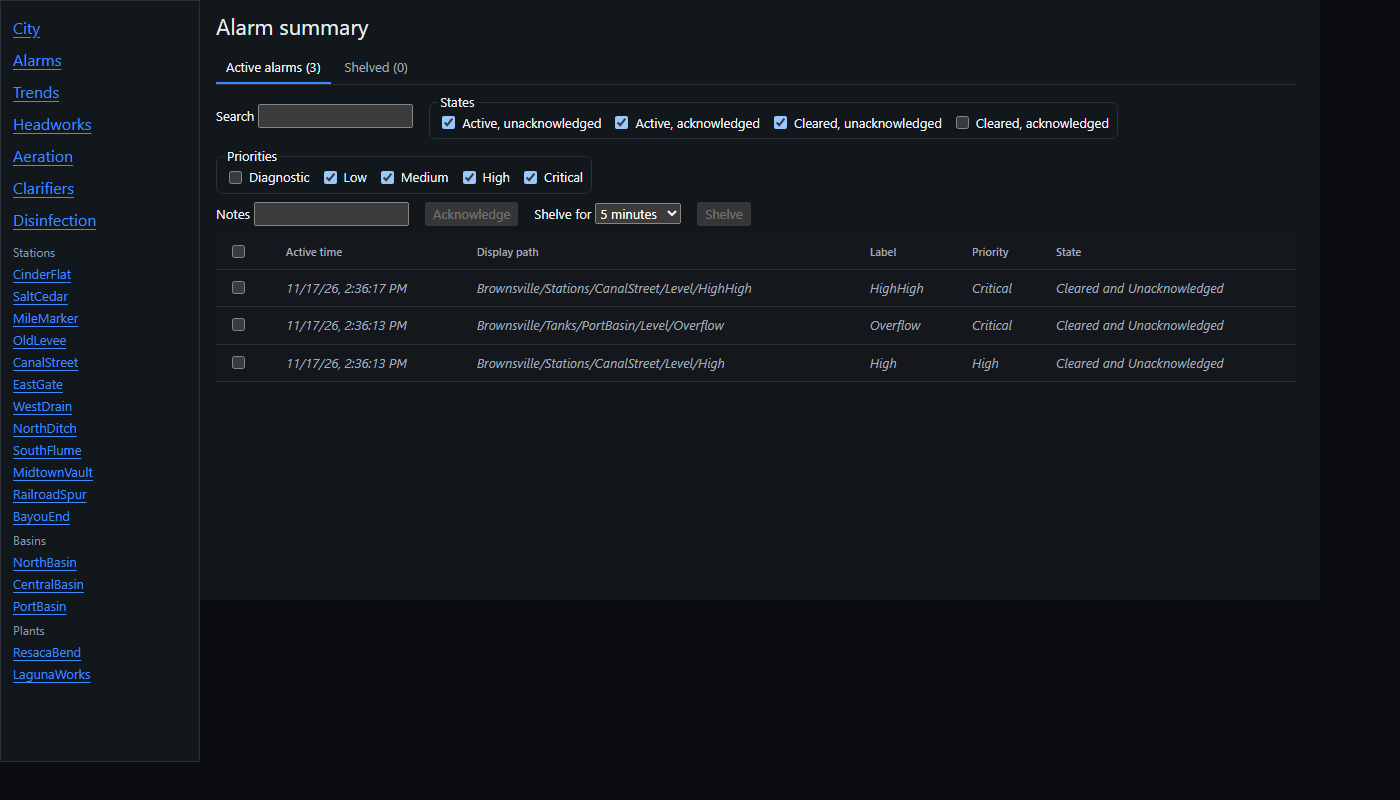 City
Alarms
Trends
Headworks
Aeration
Clarifiers
Disinfection
Stations
CinderFlat
SaltCedar
MileMarker
OldLevee
CanalStreet
EastGate
WestDrain
NorthDitch
SouthFlume
MidtownVault
RailroadSpur
BayouEnd
Basins
NorthBasin
CentralBasin
PortBasin
Plants
ResacaBend
LagunaWorks
Alarm summary
Active alarms (3) Shelved (0)
Search
States
Active, unacknowledged Active, acknowledged Cleared, unacknowledged Cleared, acknowledged
Priorities
Diagnostic Low Medium High Critical
Notes Acknowledge Shelve for 5 minutes Shelve
Active time Display path Label Priority State
11/17/26, 2:36:17 PM Brownsville/Stations/CanalStreet/Level/HighHigh HighHigh Critical Cleared and Unacknowledged
11/17/26, 2:36:13 PM Brownsville/Tanks/PortBasin/Level/Overflow Overflow Critical Cleared and Unacknowledged
11/17/26, 2:36:13 PM Brownsville/Stations/CanalStreet/Level/High High High Cleared and Unacknowledged